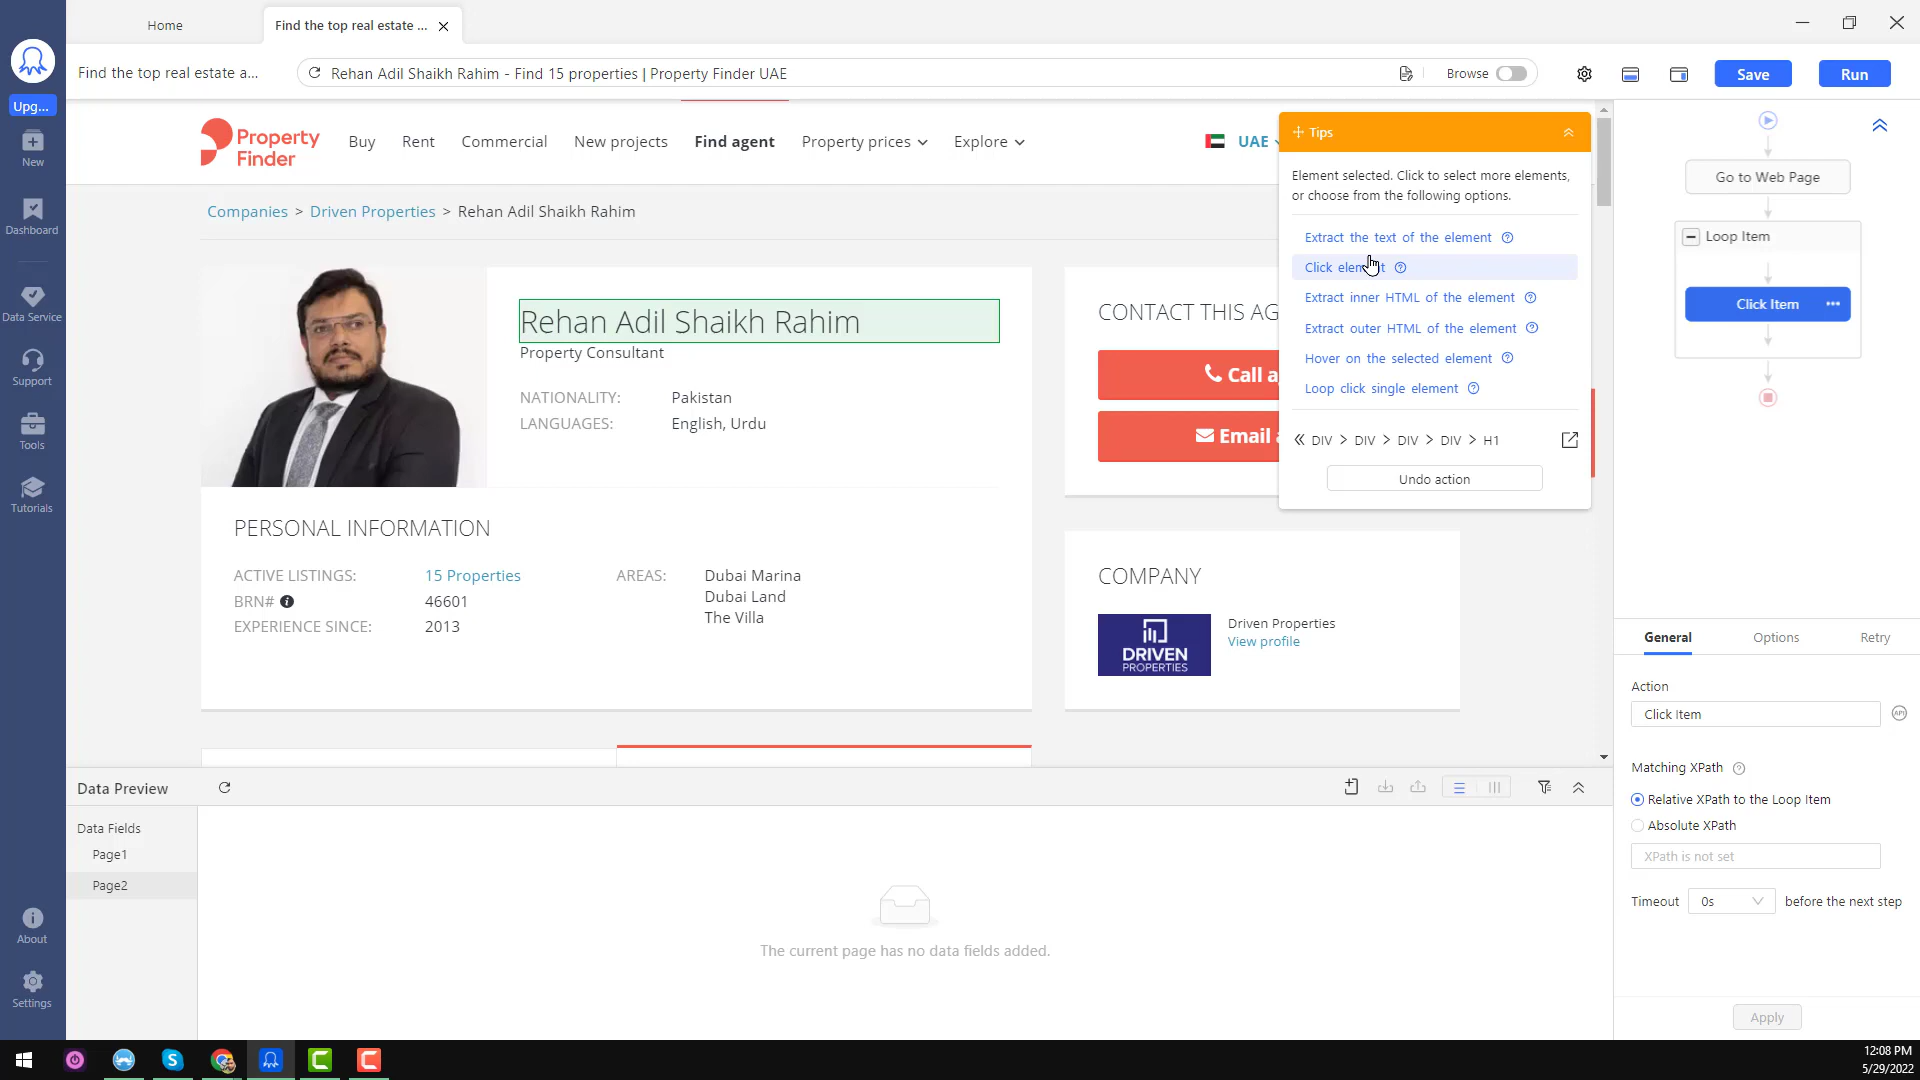 Home
Find the top real estate ...
Find the top real estate a...
Rehan Adil Shaikh Rahim - Find 15 properties | Property Finder UAE
Browse
Save
Run
Upg...
New
Dashboard
Data Service
Support
Tools
Tutorials
About
Settings
Property
Finder
Buy
Rent
Commercial
New projects
Find agent
Property prices
Explore
UAE
Companies > Driven Properties > Rehan Adil Shaikh Rahim
Rehan Adil Shaikh Rahim
Property Consultant
NATIONALITY: Pakistan
LANGUAGES: English, Urdu
PERSONAL INFORMATION
ACTIVE LISTINGS: 15 Properties
BRN# 46601
EXPERIENCE SINCE: 2013
AREAS: Dubai Marina
Dubai Land
The Villa
CONTACT THIS AG
Call a
Email
COMPANY
DRIVEN
PROPERTIES
Driven Properties
View profile
Tips
Element selected. Click to select more elements,
or choose from the following options.
Extract the text of the element
Click element
Extract inner HTML of the element
Extract outer HTML of the element
Hover on the selected element
Loop click single element
« DIV > DIV > DIV > DIV > H1
Undo action
Go to Web Page
Loop Item
Click Item
General
Options
Retry
Action
Click Item
API
Matching XPath
Relative XPath to the Loop Item
Absolute XPath
XPath is not set
Timeout 0s before the next step
Apply
Data Preview
Data Fields
Page1
Page2
The current page has no data fields added.
12:08 PM
5/29/2022